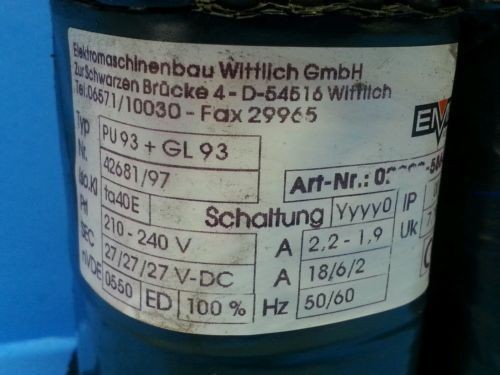 Elektromaschinenbau Wittlich GmbH
Zur Schwarzen Brücke 4 - D-54516 Wittlich
Tel.06571/10030 - Fax 29965
Typ PU 93 + GL 93
Nr. 42681/97 Art-Nr.:
Iso.Kl ta40E Schaltung Yyyy0 IP
Pri 210 - 240 V A 2,2 - 1,9 Uk
SEC 27/27/27 V-DC A 18/6/2
VDE 0550 ED 100 % Hz 50/60